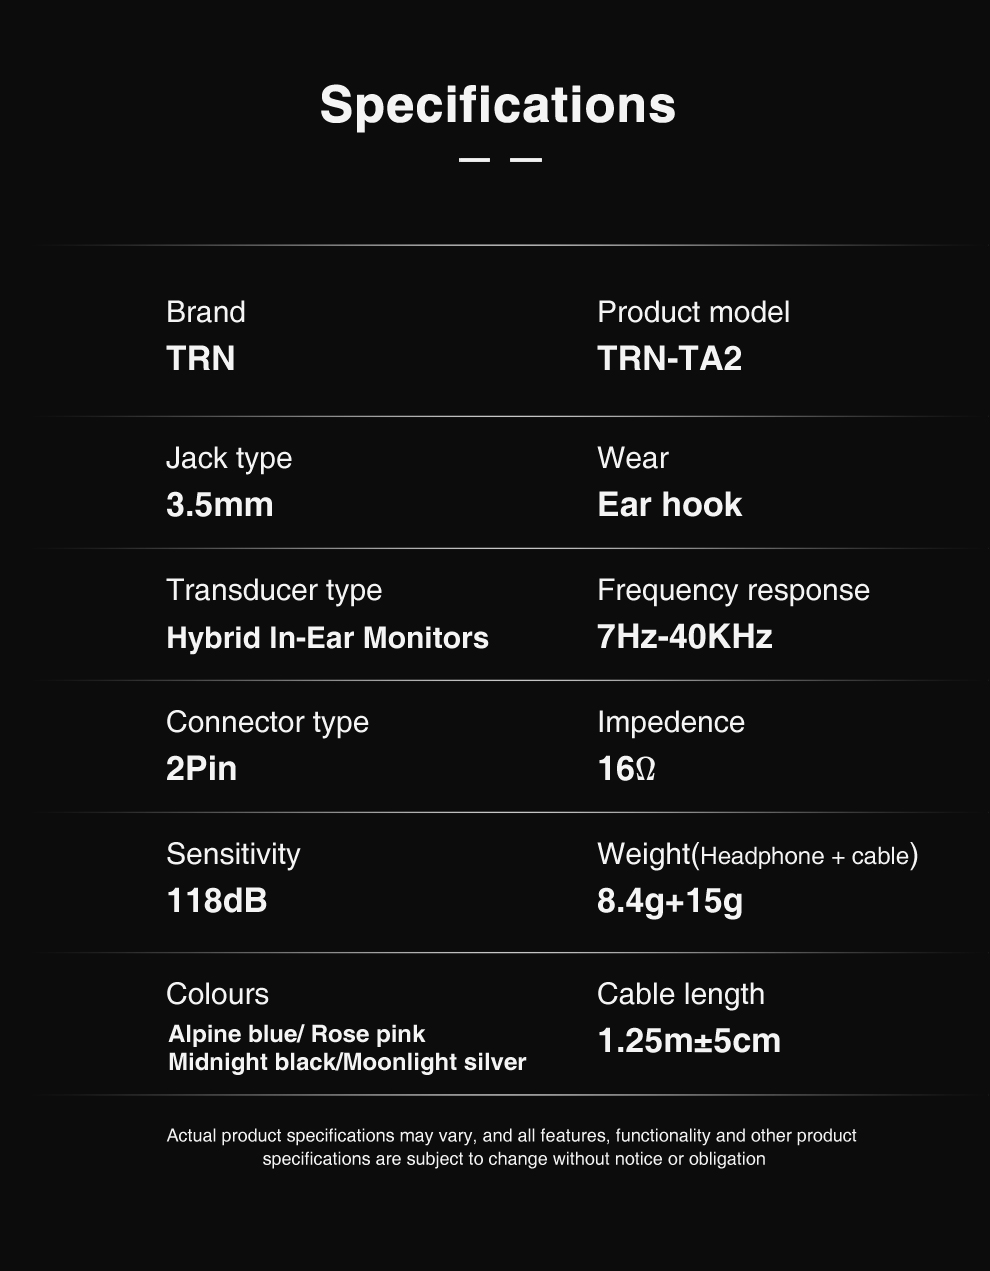 Specifications
Brand
TRN
Product model
TRN-TA2
Jack type
3.5mm
Wear
Ear hook
Transducer type
Hybrid In-Ear Monitors
Frequency response
7Hz-40KHz
Connector type
2Pin
Impedence
16Ω
Sensitivity
118dB
Weight(Headphone + cable)
8.4g+15g
Colours
Alpine blue/ Rose pink
Midnight black/Moonlight silver
Cable length
1.25m±5cm
Actual product specifications may vary, and all features, functionality and other product
specifications are subject to change without notice or obligation